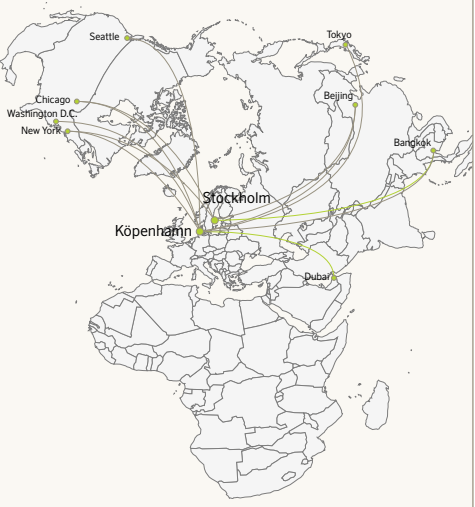 Seattle
Tokyo
Chicago
Beijing
Washington D.C.
New York
Bangkok
Stockholm
Köpenhamn
Dubai